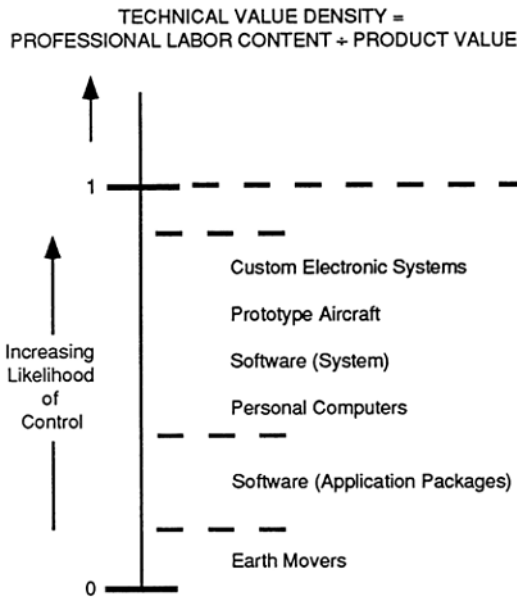 TECHNICAL VALUE DENSITY =
PROFESSIONAL LABOR CONTENT ÷ PRODUCT VALUE
1
Custom Electronic Systems
Prototype Aircraft
Software (System)
Increasing
Likelihood
of
Control
Personal Computers
Software (Application Packages)
Earth Movers
0